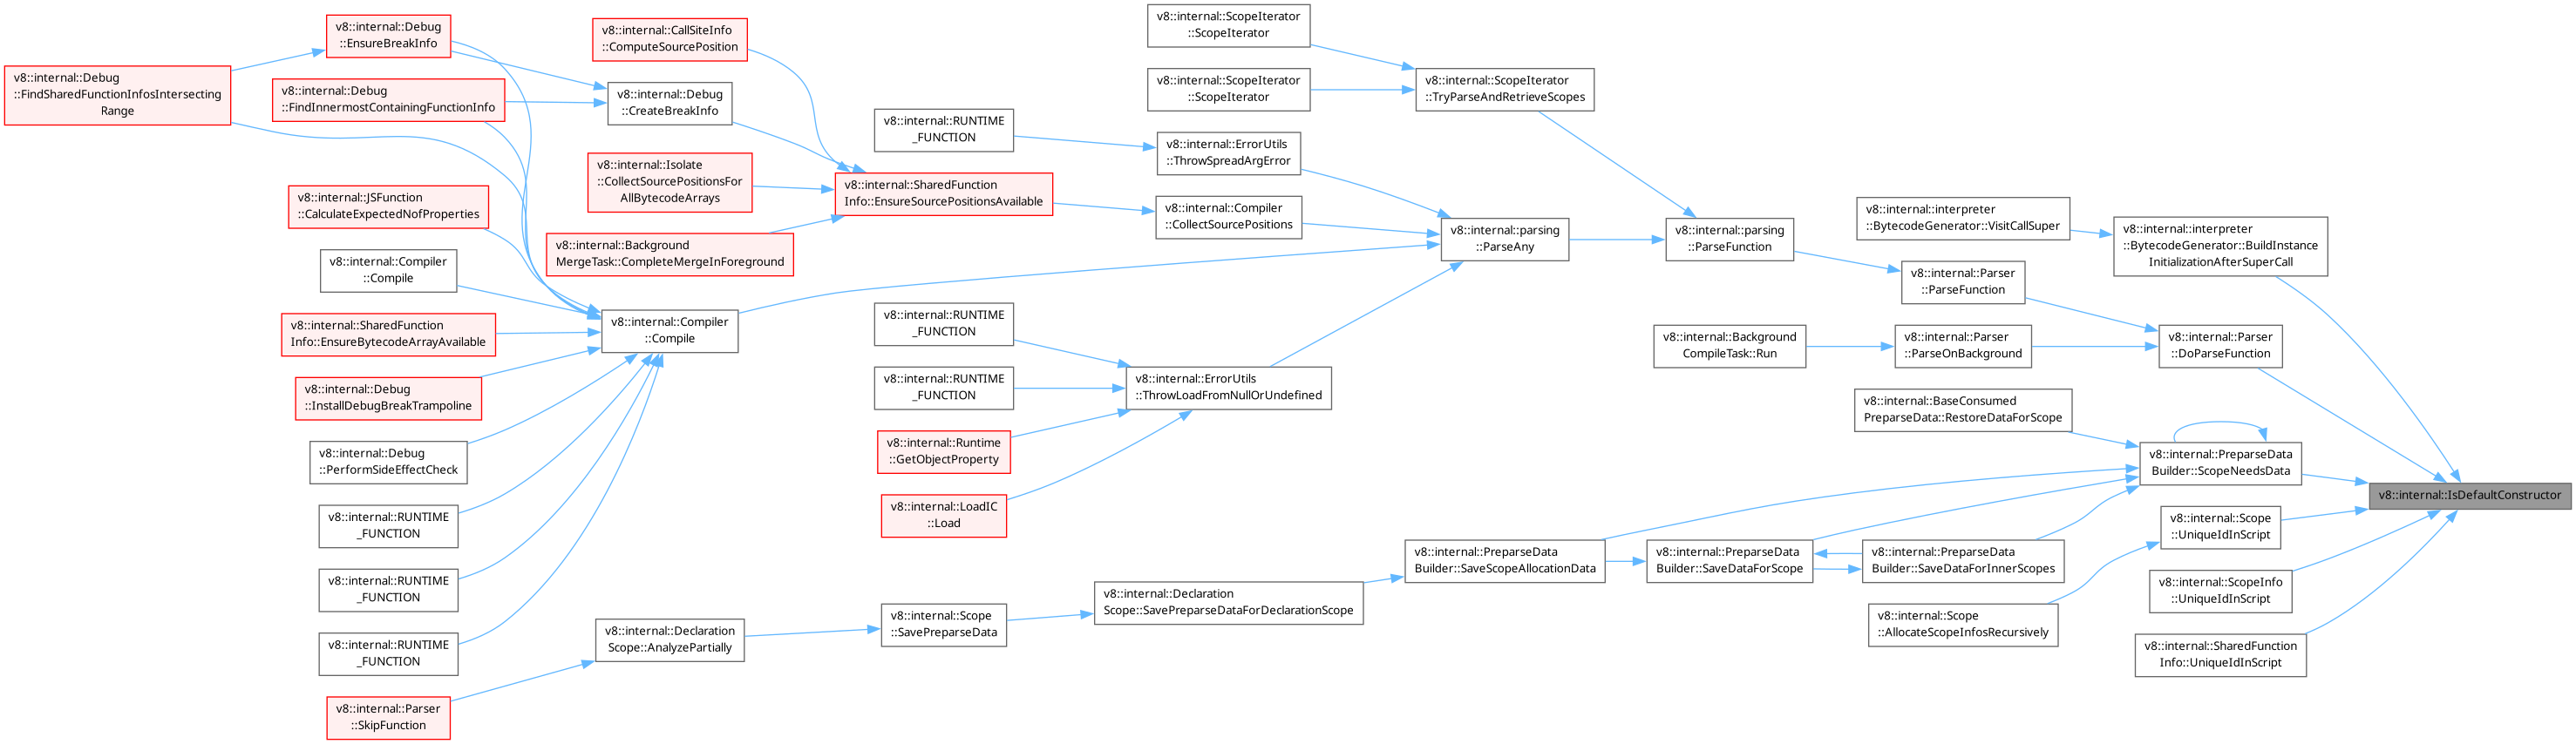 v8::internal::Debug
::FindSharedFunctionInfosIntersecting
Range
v8::internal::Debug
::EnsureBreakInfo
v8::internal::Debug
::FindInnermostContainingFunctionInfo
v8::internal::JSFunction
::CalculateExpectedNofProperties
v8::internal::Compiler
::Compile
v8::internal::SharedFunction
Info::EnsureBytecodeArrayAvailable
v8::internal::Debug
::InstallDebugBreakTrampoline
v8::internal::Debug
::PerformSideEffectCheck
v8::internal::RUNTIME
_FUNCTION
v8::internal::RUNTIME
_FUNCTION
v8::internal::RUNTIME
_FUNCTION
v8::internal::Parser
::SkipFunction
v8::internal::CallSiteInfo
::ComputeSourcePosition
v8::internal::Debug
::CreateBreakInfo
v8::internal::Isolate
::CollectSourcePositionsFor
AllBytecodeArrays
v8::internal::Background
MergeTask::CompleteMergeInForeground
v8::internal::Compiler
::Compile
v8::internal::Declaration
Scope::AnalyzePartially
v8::internal::RUNTIME
_FUNCTION
v8::internal::SharedFunction
Info::EnsureSourcePositionsAvailable
v8::internal::RUNTIME
_FUNCTION
v8::internal::RUNTIME
_FUNCTION
v8::internal::Runtime
::GetObjectProperty
v8::internal::LoadIC
::Load
v8::internal::Scope
::SavePreparseData
v8::internal::ScopeIterator
::ScopeIterator
v8::internal::ScopeIterator
::ScopeIterator
v8::internal::ErrorUtils
::ThrowSpreadArgError
v8::internal::Compiler
::CollectSourcePositions
v8::internal::ErrorUtils
::ThrowLoadFromNullOrUndefined
v8::internal::Declaration
Scope::SavePreparseDataForDeclarationScope
v8::internal::ScopeIterator
::TryParseAndRetrieveScopes
v8::internal::parsing
::ParseAny
v8::internal::PreparseData
Builder::SaveScopeAllocationData
v8::internal::parsing
::ParseFunction
v8::internal::Background
CompileTask::Run
v8::internal::PreparseData
Builder::SaveDataForScope
v8::internal::interpreter
::BytecodeGenerator::VisitCallSuper
v8::internal::Parser
::ParseFunction
v8::internal::Parser
::ParseOnBackground
v8::internal::BaseConsumed
PreparseData::RestoreDataForScope
v8::internal::PreparseData
Builder::SaveDataForInnerScopes
v8::internal::Scope
::AllocateScopeInfosRecursively
v8::internal::interpreter
::BytecodeGenerator::BuildInstance
InitializationAfterSuperCall
v8::internal::Parser
::DoParseFunction
v8::internal::PreparseData
Builder::ScopeNeedsData
v8::internal::Scope
::UniqueIdInScript
v8::internal::ScopeInfo
::UniqueIdInScript
v8::internal::SharedFunction
Info::UniqueIdInScript
v8::internal::IsDefaultConstructor